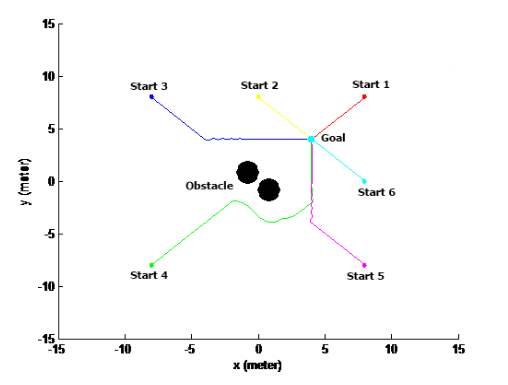 15
10
5
0
-5
-10
-15
y (meter)
Start 3
Start 2
Start 1
Goal
Obstacle
Start 6
Start 4
Start 5
-15 -10 -5 0 5 10 15
x (meter)